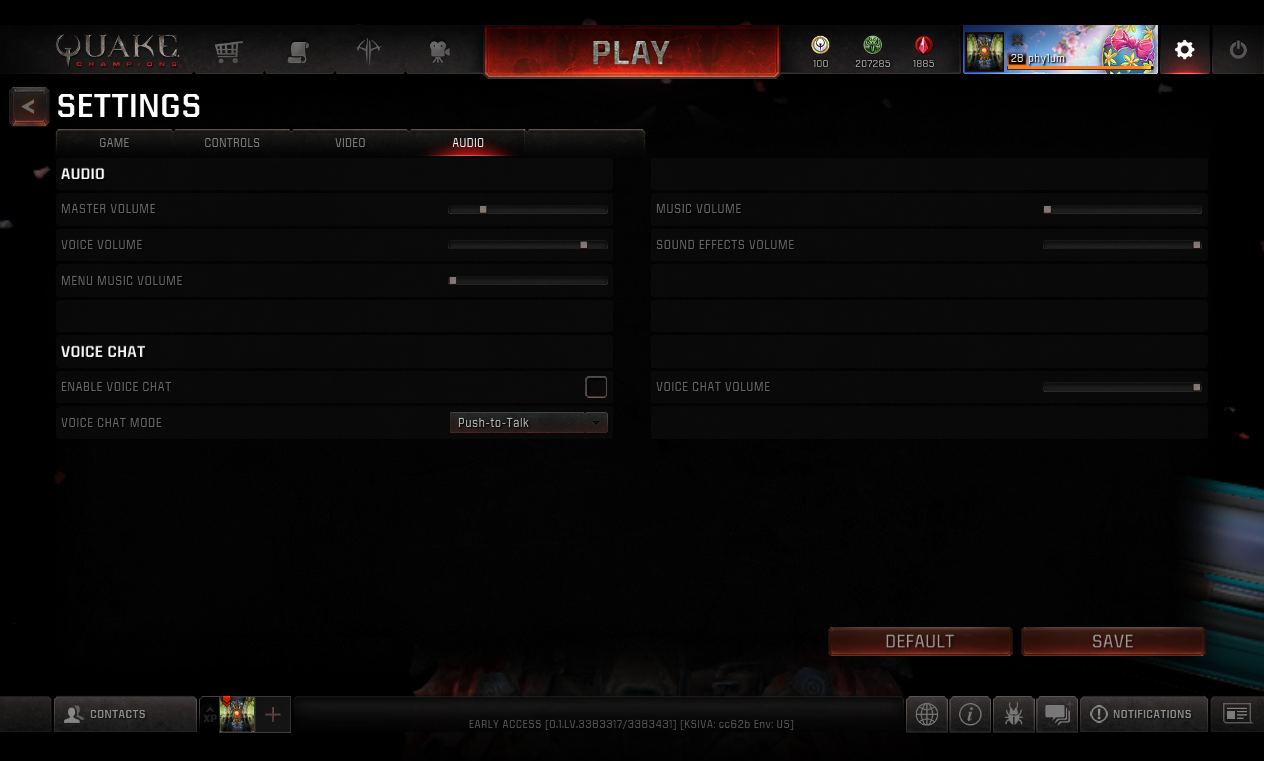 QUAKE
CHAMPIONS
PLAY
100
207285
1885
28 phylum
<
SETTINGS
GAME
CONTROLS
VIDEO
AUDIO
AUDIO
MASTER VOLUME
MUSIC VOLUME
VOICE VOLUME
SOUND EFFECTS VOLUME
MENU MUSIC VOLUME
VOICE CHAT
ENABLE VOICE CHAT
VOICE CHAT VOLUME
VOICE CHAT MODE
Push-to-Talk
DEFAULT
SAVE
CONTACTS
XP
EARLY ACCESS [0.1.LV.3383317/3383431] [KSIVA: cc62b Env: US]
NOTIFICATIONS